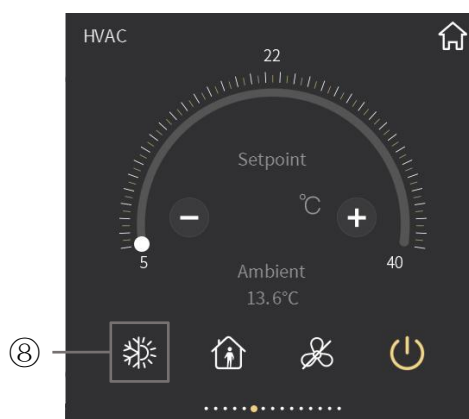 HVAC
22
Setpoint
℃
5
40
Ambient
13.6℃
⑧